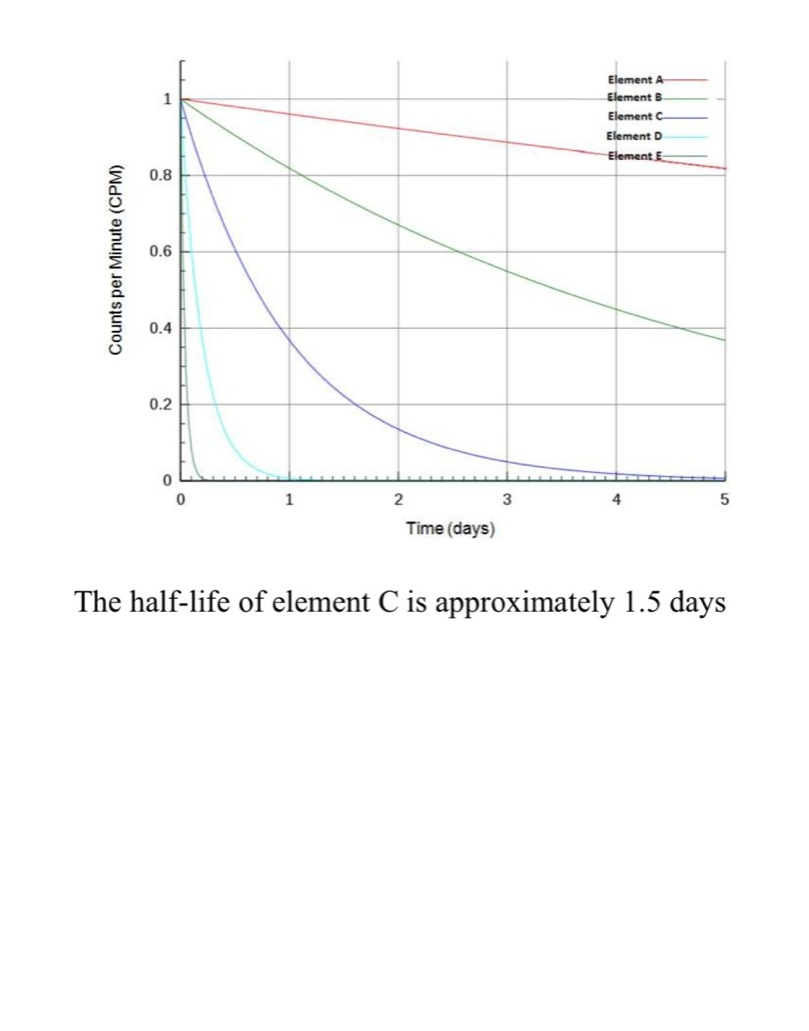 Element A
Element B
Element C
Element D
Element E
1
0.8
0.6
0.4
0.2
0
Counts per Minute (CPM)
0 1 2 3 4 5
Time (days)
The half-life of element C is approximately 1.5 days